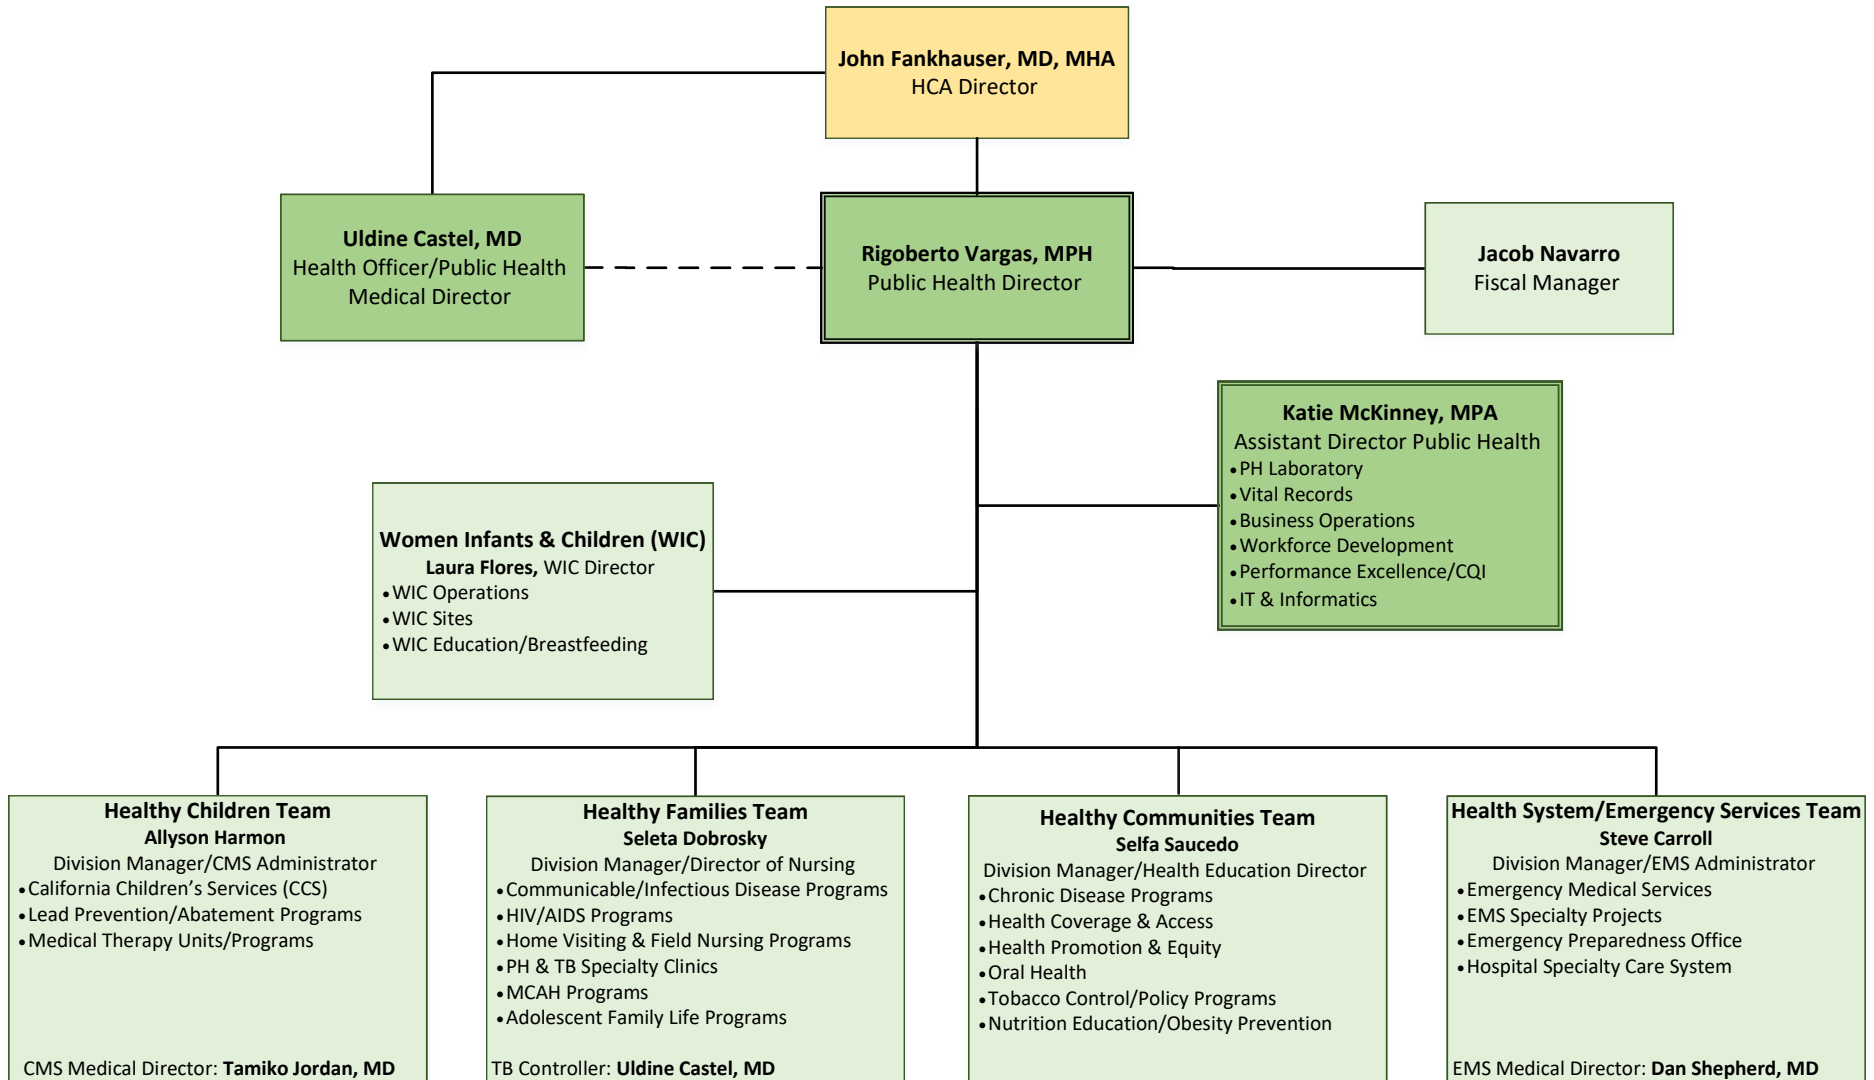 John Fankhauser, MD, MHA
HCA Director
Uldine Castel, MD
Health Officer/Public Health
Medical Director
Rigoberto Vargas, MPH
Public Health Director
Jacob Navarro
Fiscal Manager
Katie McKinney, MPA
Assistant Director Public Health
•PH Laboratory
•Vital Records
•Business Operations
•Workforce Development
•Performance Excellence/CQI
•IT & Informatics
Women Infants & Children (WIC)
Laura Flores, WIC Director
•WIC Operations
•WIC Sites
•WIC Education/Breastfeeding
Healthy Children Team
Allyson Harmon
Division Manager/CMS Administrator
•California Children’s Services (CCS)
•Lead Prevention/Abatement Programs
•Medical Therapy Units/Programs
CMS Medical Director: Tamiko Jordan, MD
Healthy Families Team
Seleta Dobrosky
Division Manager/Director of Nursing
•Communicable/Infectious Disease Programs
•HIV/AIDS Programs
•Home Visiting & Field Nursing Programs
•PH & TB Specialty Clinics
•MCAH Programs
•Adolescent Family Life Programs
TB Controller: Uldine Castel, MD
Healthy Communities Team
Selfa Saucedo
Division Manager/Health Education Director
•Chronic Disease Programs
•Health Coverage & Access
•Health Promotion & Equity
•Oral Health
•Tobacco Control/Policy Programs
•Nutrition Education/Obesity Prevention
Health System/Emergency Services Team
Steve Carroll
Division Manager/EMS Administrator
•Emergency Medical Services
•EMS Specialty Projects
•Emergency Preparedness Office
•Hospital Specialty Care System
EMS Medical Director: Dan Shepherd, MD